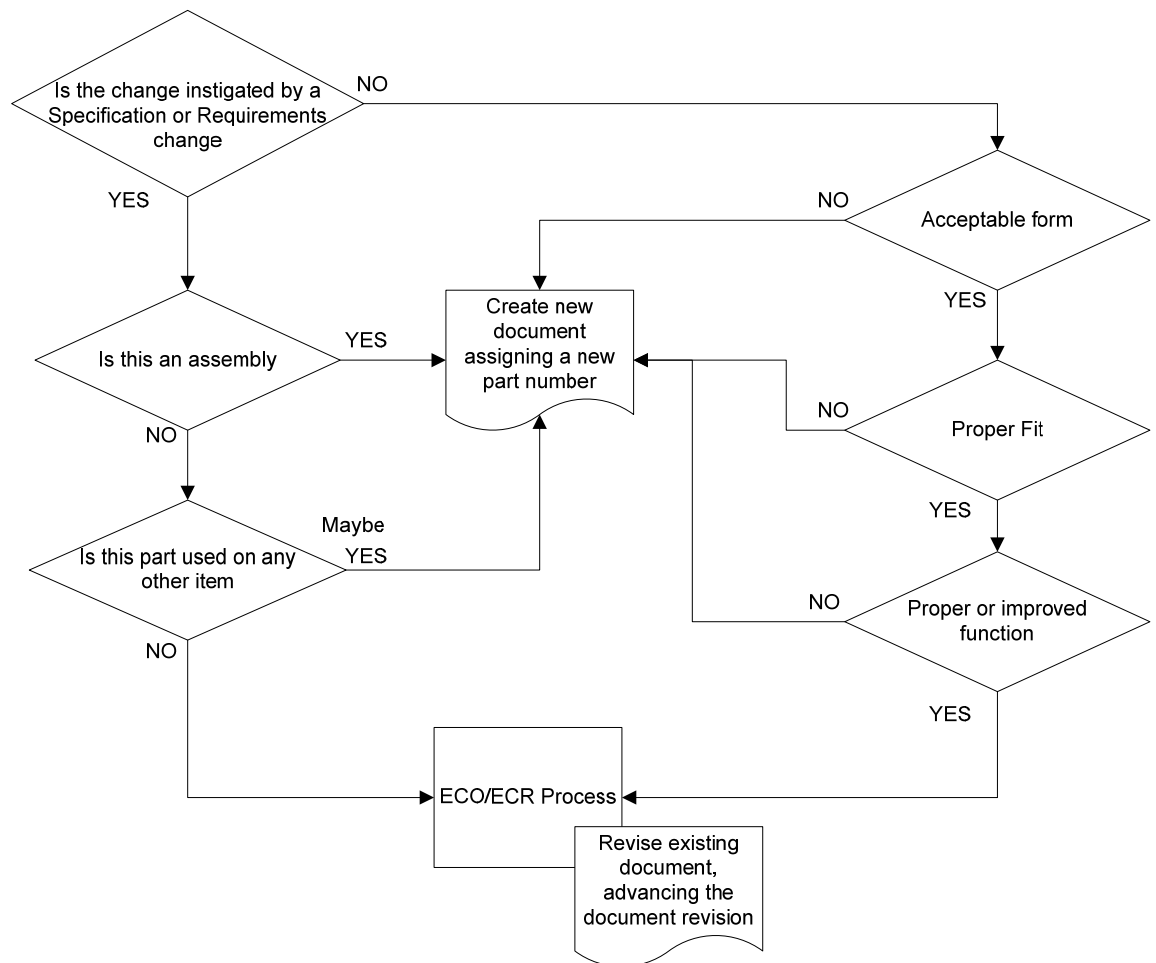 Is the change instigated by a
Specification or Requirements
change
NO
YES
Acceptable form
NO
YES
Create new
document
assigning a new
part number
Is this an assembly
YES
NO
Proper Fit
NO
YES
Maybe
YES
Is this part used on any
other item
NO
Proper or improved
function
NO
YES
ECO/ECR Process
Revise existing
document,
advancing the
document revision